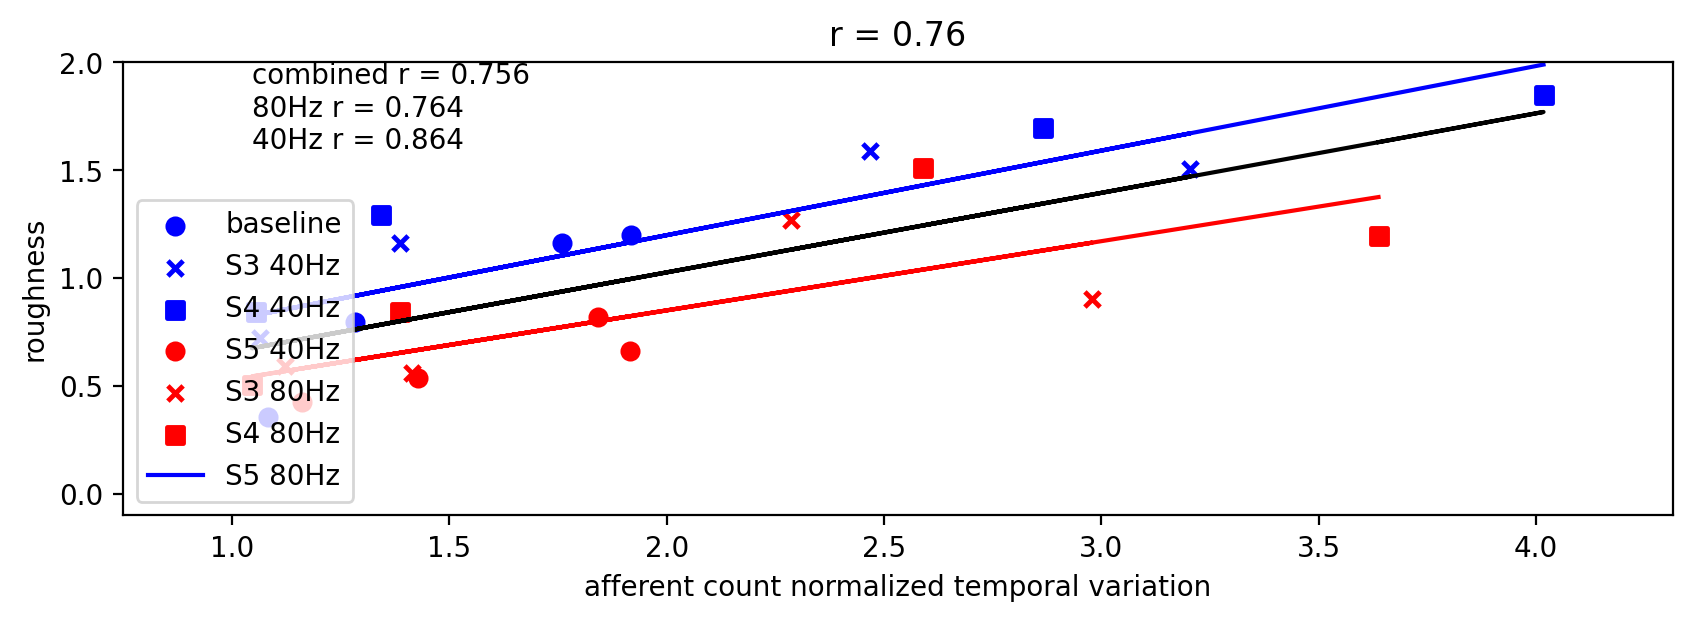 r = 0.76
combined r = 0.756
80Hz r = 0.764
40Hz r = 0.864
baseline
S3 40Hz
S4 40Hz
S5 40Hz
S3 80Hz
S4 80Hz
S5 80Hz
roughness
2.0
1.5
1.0
0.5
0.0
1.0 1.5 2.0 2.5 3.0 3.5 4.0
afferent count normalized temporal variation